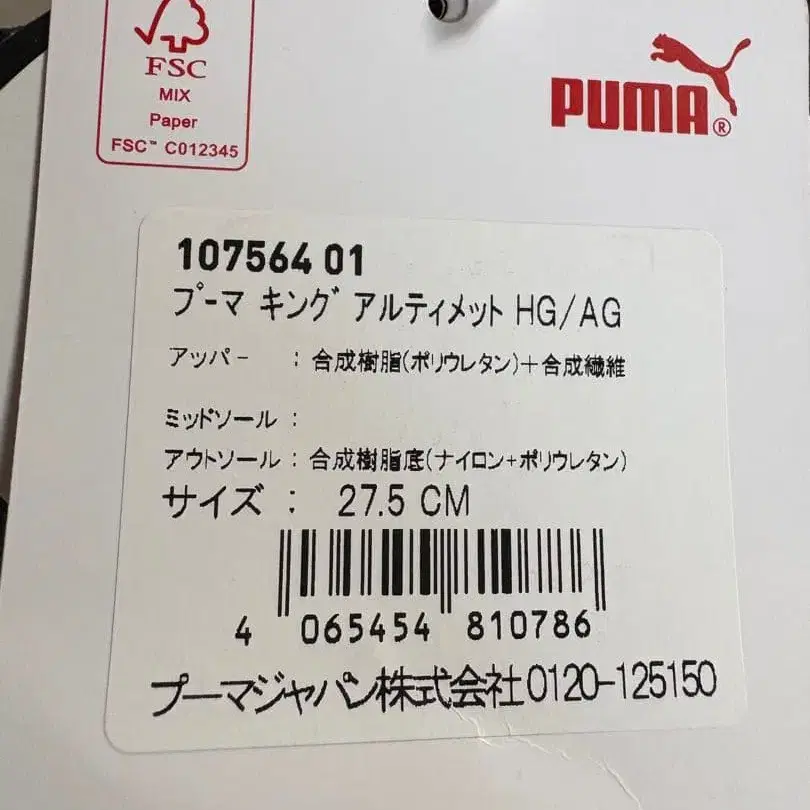 FSC
MIX
Paper
FSC™ C012345
PUMA®
107564 01
プーマ キング アルティメット HG/AG
アッパー : 合成樹脂(ポリウレタン)+合成繊維
ミッドソール :
アウトソール : 合成樹脂底(ナイロン+ポリウレタン)
サイズ : 27.5 CM
4 065454 810786
プーマジャパン株式会社0120-125150